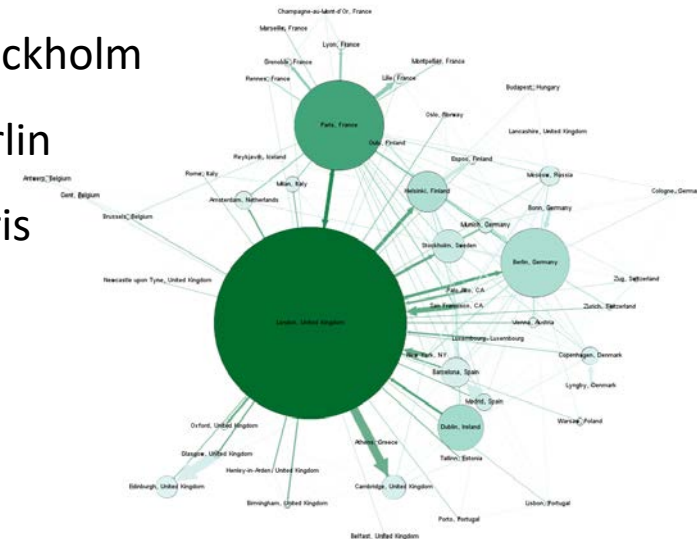 ckholm
rlin
is
Champagne-au-Mont-d'Or, France
Marseille, France
Lyon, France
Grenoble, France
Montpellier, France
Rennes, France
Lille, France
Budapest, Hungary
Oslo, Norway
Paris, France
Lancashire, United Kingdom
Oulu, Finland
Reykjavik, Iceland
Espoo, Finland
Rome, Italy
Moscow, Russia
Antwerp, Belgium
Milan, Italy
Helsinki, Finland
Cologne, Germa
Gent, Belgium
Amsterdam, Netherlands
Bonn, Germany
Brussels, Belgium
Munich, Germany
Stockholm, Sweden
Berlin, Germany
Newcastle upon Tyne, United Kingdom
Zug, Switzerland
Palo Alto, CA
San Francisco, CA
Zurich, Switzerland
London, United Kingdom
Vienna, Austria
Luxembourg, Luxembourg
New York, NY
Copenhagen, Denmark
Barcelona, Spain
Lyngby, Denmark
Madrid, Spain
Oxford, United Kingdom
Warsaw, Poland
Dublin, Ireland
Athens, Greece
Glasgow, United Kingdom
Tallinn, Estonia
Henley-in-Arden, United Kingdom
Edinburgh, United Kingdom
Cambridge, United Kingdom
Birmingham, United Kingdom
Lisbon, Portugal
Porto, Portugal
Belfast, United Kingdom